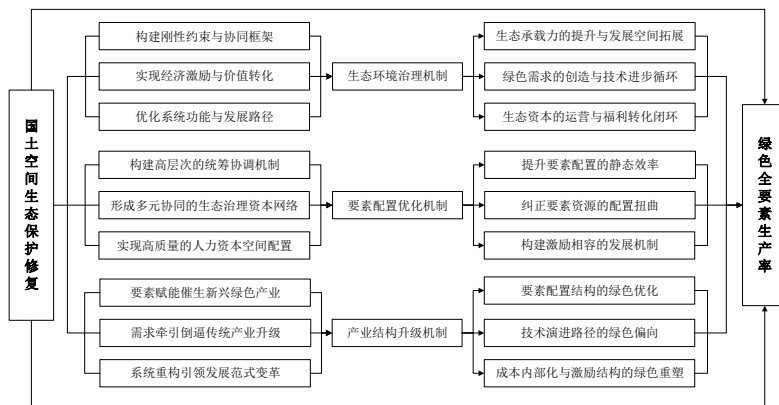 国土空间生态保护修复
构建刚性约束与协同框架
实现经济激励与价值转化
优化系统功能与发展路径
生态环境治理机制
生态承载力的提升与发展空间拓展
绿色需求的创造与技术进步循环
生态资本的运营与福利转化闭环
构建高层次的统筹协调机制
形成多元协同的生态治理资本网络
实现高质量的人力资本空间配置
要素配置优化机制
提升要素配置的静态效率
纠正要素资源的配置扭曲
构建激励相容的发展机制
要素赋能催生新兴绿色产业
需求牵引倒逼传统产业升级
系统重构引领发展范式变革
产业结构升级机制
要素配置结构的绿色优化
技术演进路径的绿色偏向
成本内部化与激励结构的绿色重塑
绿色全要素生产率